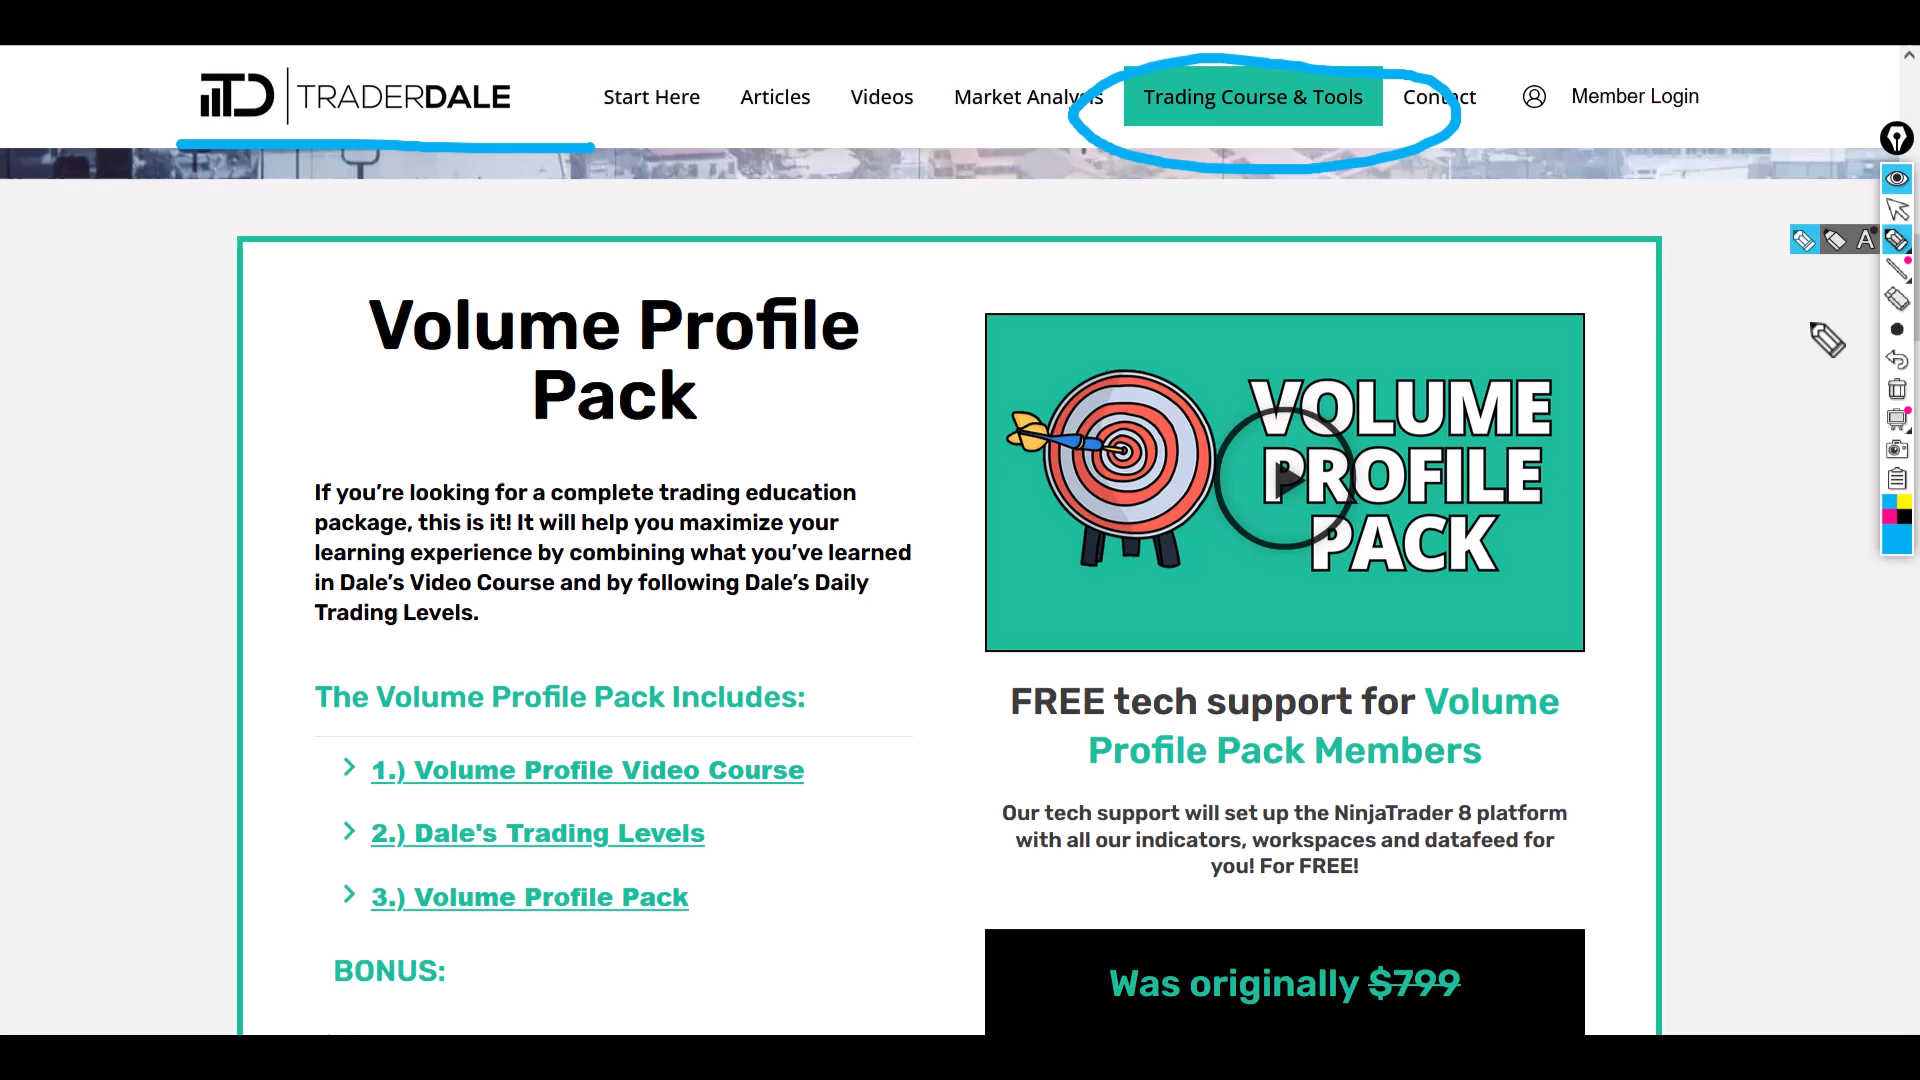 TD TRADERDALE
Start Here Articles Videos Market Analysis Trading Course & Tools Contact Member Login
A
Volume Profile
Pack
If you’re looking for a complete trading education
package, this is it! It will help you maximize your
learning experience by combining what you’ve learned
in Dale’s Video Course and by following Dale’s Daily
Trading Levels.
The Volume Profile Pack Includes:
1.) Volume Profile Video Course
2.) Dale's Trading Levels
3.) Volume Profile Pack
BONUS:
VOLUME
PROFILE
PACK
FREE tech support for Volume
Profile Pack Members
Our tech support will set up the NinjaTrader 8 platform
with all our indicators, workspaces and datafeed for
you! For FREE!
Was originally $799